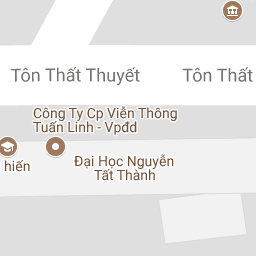 Tôn Thất Thuyết
Tôn Thất
Công Ty Cp Viễn Thông
Tuấn Linh - Vpđd
Đại Học Nguyễn
Tất Thành
hiến